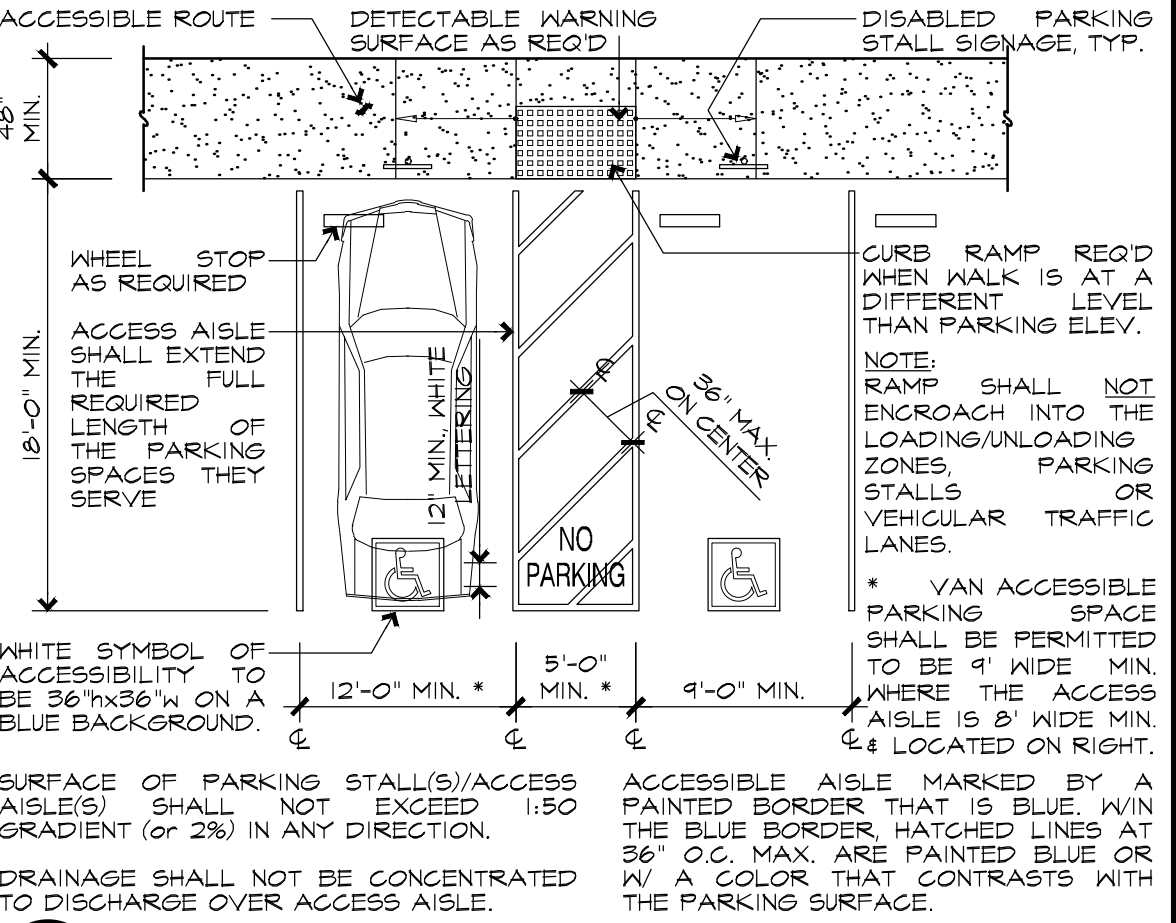 ACCESSIBLE ROUTE
DETECTABLE WARNING
SURFACE AS REQ'D
DISABLED PARKING
STALL SIGNAGE, TYP.
48"
MIN.
WHEEL STOP
AS REQUIRED
ACCESS AISLE
SHALL EXTEND
THE FULL
REQUIRED
LENGTH OF
THE PARKING
SPACES THEY
SERVE
18'-0" MIN.
12" MIN., WHITE
LETTERING
36" MAX.
ON CENTER
NO
PARKING
CURB RAMP REQ'D
WHEN WALK IS AT A
DIFFERENT LEVEL
THAN PARKING ELEV.
NOTE:
RAMP SHALL NOT
ENCROACH INTO THE
LOADING/UNLOADING
ZONES, PARKING
STALLS OR
VEHICULAR TRAFFIC
LANES.
* VAN ACCESSIBLE
PARKING SPACE
SHALL BE PERMITTED
TO BE 9' WIDE MIN.
WHERE THE ACCESS
AISLE IS 8' WIDE MIN.
& LOCATED ON RIGHT.
WHITE SYMBOL OF
ACCESSIBILITY TO
BE 36"hx36"w ON A
BLUE BACKGROUND.
12'-0" MIN. *
5'-0"
MIN. *
9'-0" MIN.
℄ ℄ ℄ ℄
℄
℄
SURFACE OF PARKING STALL(S)/ACCESS
AISLE(S) SHALL NOT EXCEED 1:50
GRADIENT (or 2%) IN ANY DIRECTION.
DRAINAGE SHALL NOT BE CONCENTRATED
TO DISCHARGE OVER ACCESS AISLE.
ACCESSIBLE AISLE MARKED BY A
PAINTED BORDER THAT IS BLUE. W/IN
THE BLUE BORDER, HATCHED LINES AT
36" O.C. MAX. ARE PAINTED BLUE OR
W/ A COLOR THAT CONTRASTS WITH
THE PARKING SURFACE.